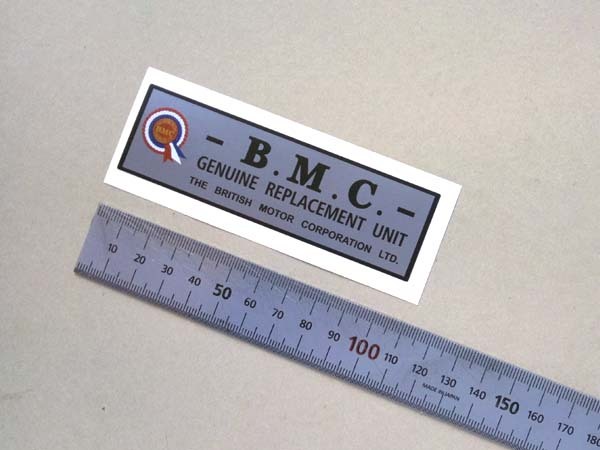 BMC
- B.M.C. -
GENUINE REPLACEMENT UNIT
THE BRITISH MOTOR CORPORATION LTD.
10 20 30 40 50 60 70 80 90 100 110 120 130 140 150 160 170 180
MADE IN JAPAN